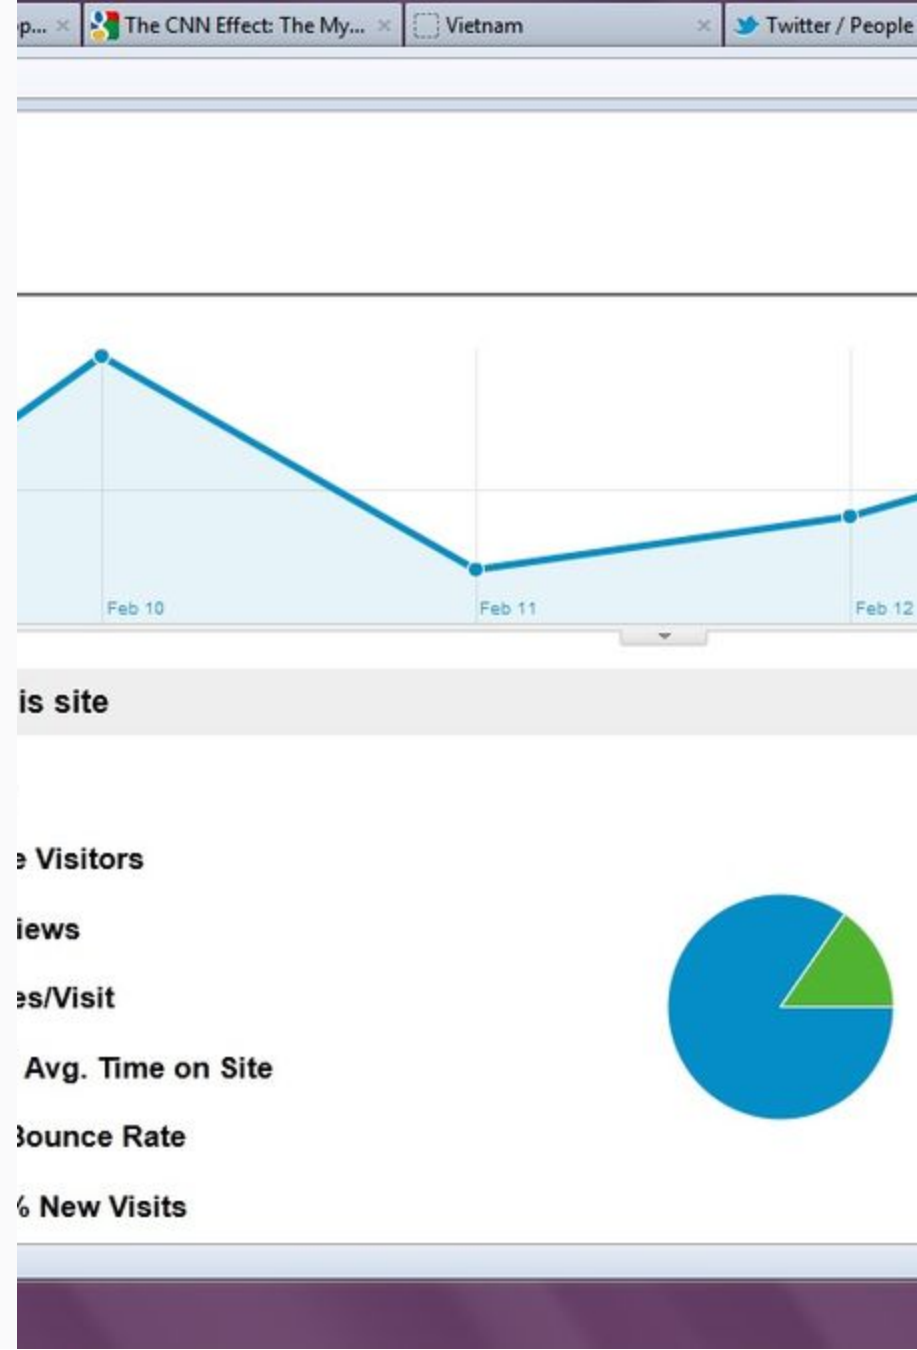 p... The CNN Effect: The My... Vietnam Twitter / People
Feb 10 Feb 11 Feb 12
is site
e Visitors
iews
es/Visit
Avg. Time on Site
Bounce Rate
% New Visits